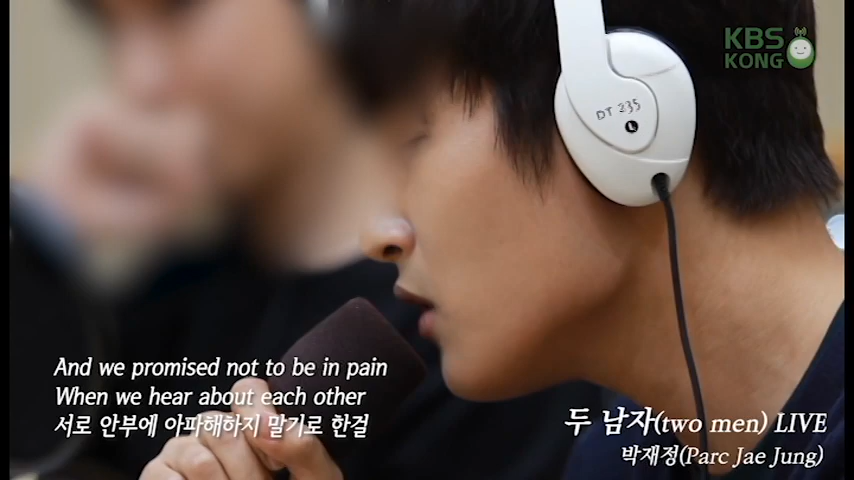 KBS
KONG
DT 235
L
And we promised not to be in pain
When we hear about each other
서로 안부에 아파해하지 말기로 한걸
두 남자(two men) LIVE
박재정(Parc Jae Jung)